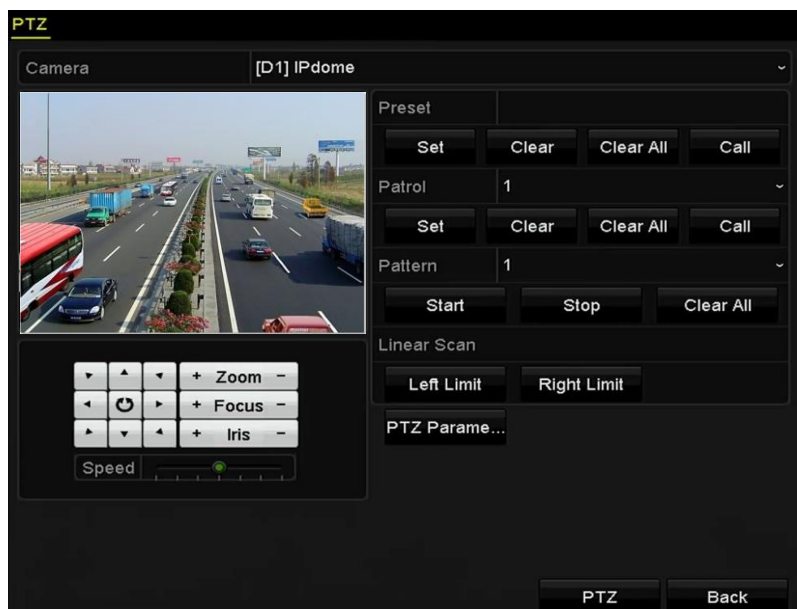 PTZ
Camera [D1] IPdome
Preset
Set Clear Clear All Call
Patrol 1
Set Clear Clear All Call
Pattern 1
Start Stop Clear All
Linear Scan
Left Limit Right Limit
PTZ Parame...
+ Zoom -
+ Focus -
+ Iris -
Speed
PTZ Back